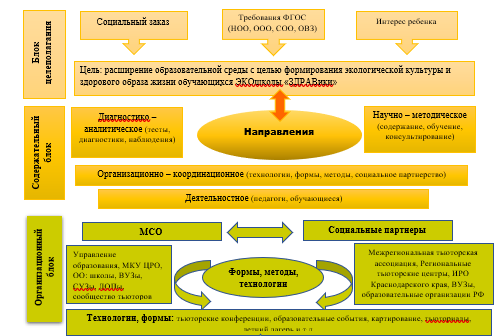 Блок
целеполагания
Социальный заказ
Требования ФГОС
(НОО, ООО, СОО, ОВЗ)
Интерес ребенка
Цель: расширение образовательной среды с целью формирования экологической культуры и
здорового образа жизни обучающихся ЭКОшколы «ЗДРАВики»
Содержательный
блок
Диагностико –
аналитическое (тесты,
диагностики, наблюдения)
Направления
Научно – методическое
(содержание, обучение,
консультирование)
Организационно – координационное (технологии, формы, методы, социальное партнерство)
Деятельностное (педагоги, обучающиеся)
Организационный
блок
МСО
Социальные партнеры
Управление
образования, МКУ ЦРО,
ОО: школы, ВУЗы,
СУЗы, ДОПы
сообщество тьюторов
Формы, методы,
технологии
Межрегиональная тьюторская
ассоциация, Региональные
тьюторские центры, ИРО
Краснодарского края, ВУЗы,
образовательные организации РФ
Технологии, формы: тьюторские конференции, образовательные события, картирование, тьюториалы,
летний лагерь и т.д.